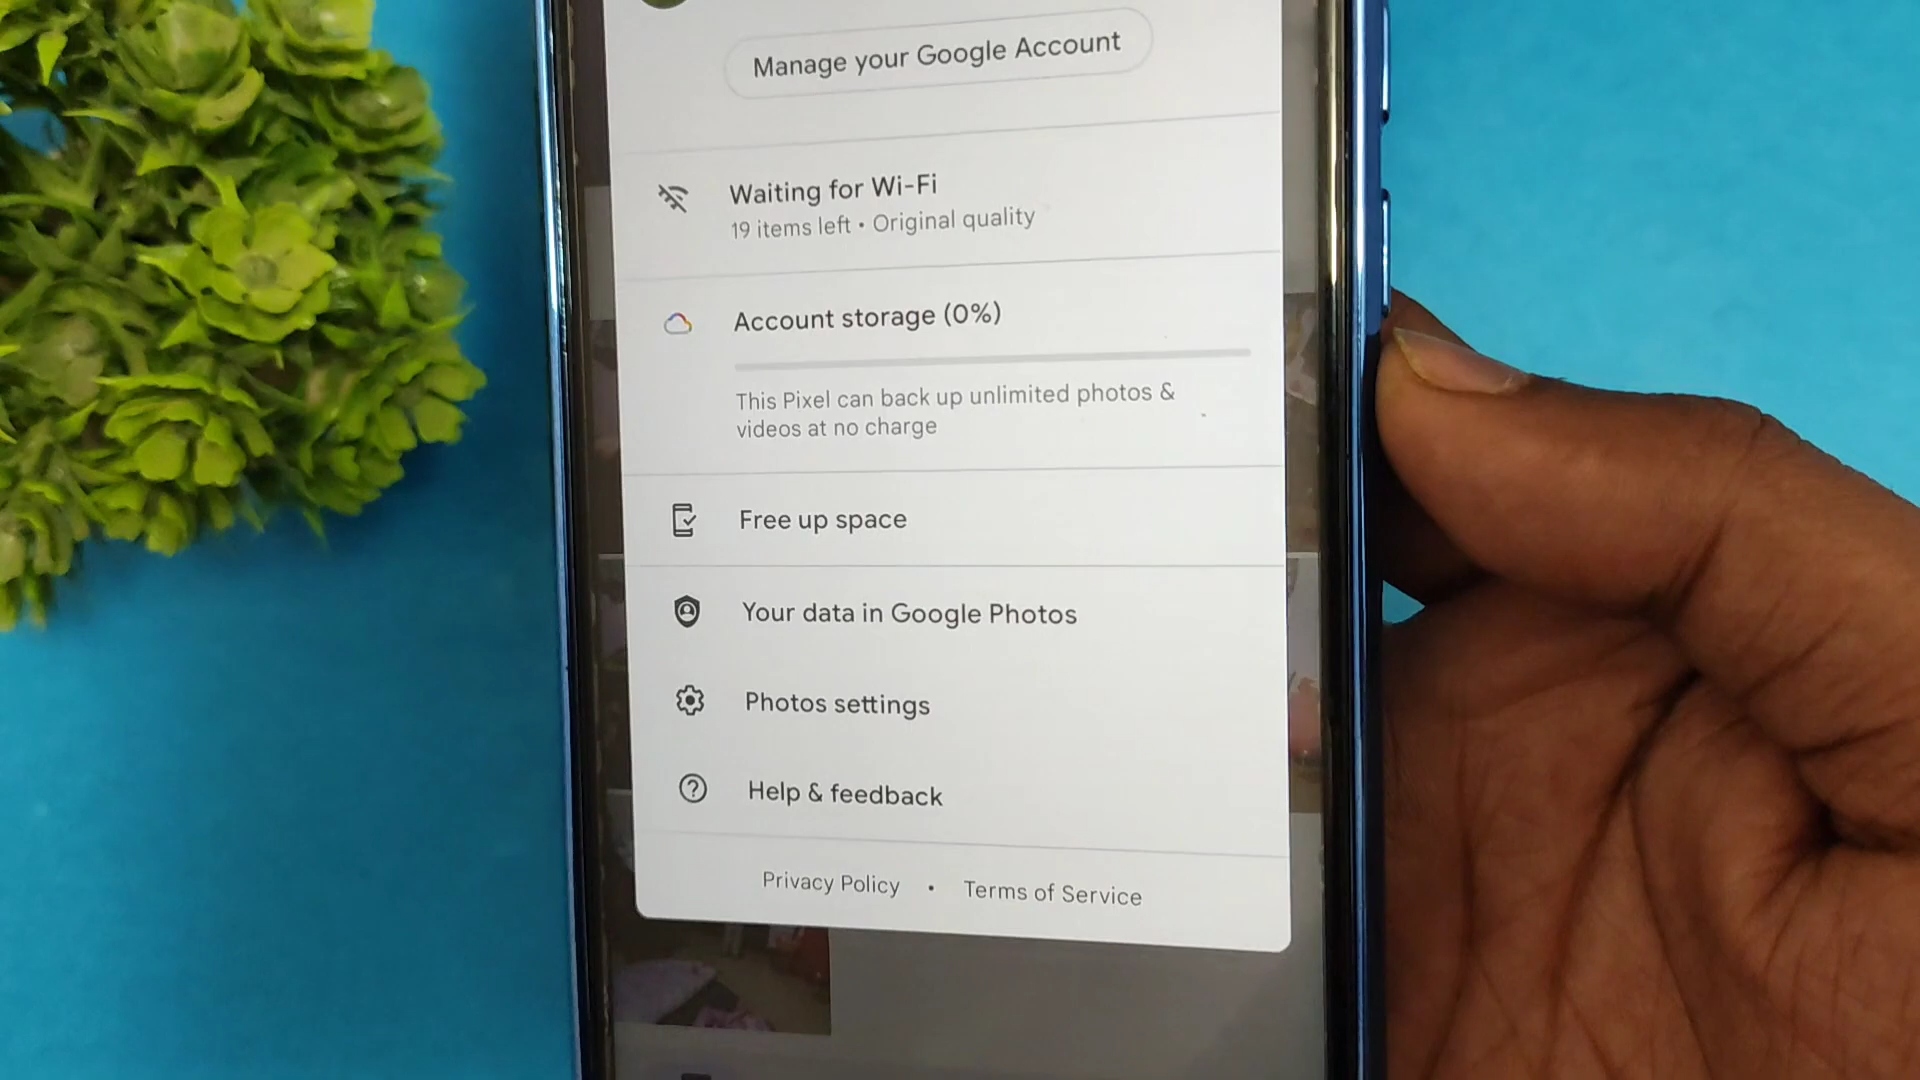 Manage your Google Account
Waiting for Wi-Fi
19 items left • Original quality
Account storage (0%)
This Pixel can back up unlimited photos &
videos at no charge
Free up space
Your data in Google Photos
Photos settings
Help & feedback
Privacy Policy • Terms of Service